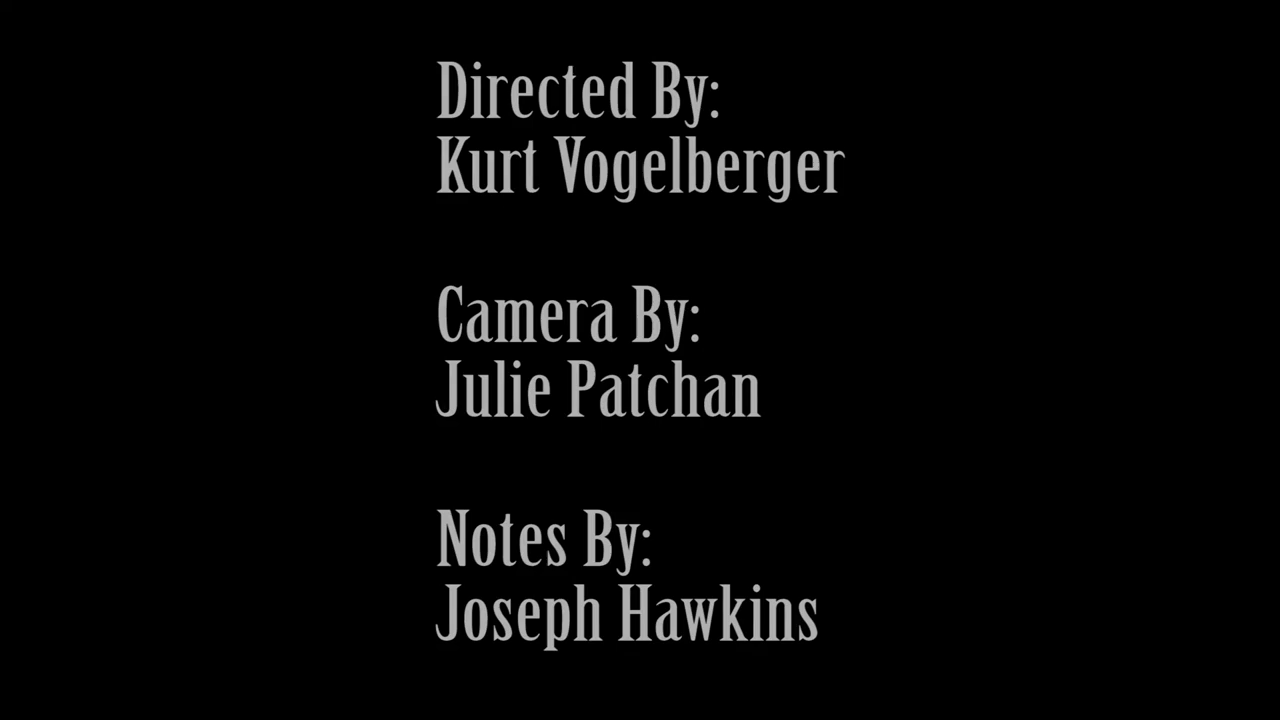 Directed By:
Kurt Vogelberger
Camera By:
Julie Patchan
Notes By:
Joseph Hawkins